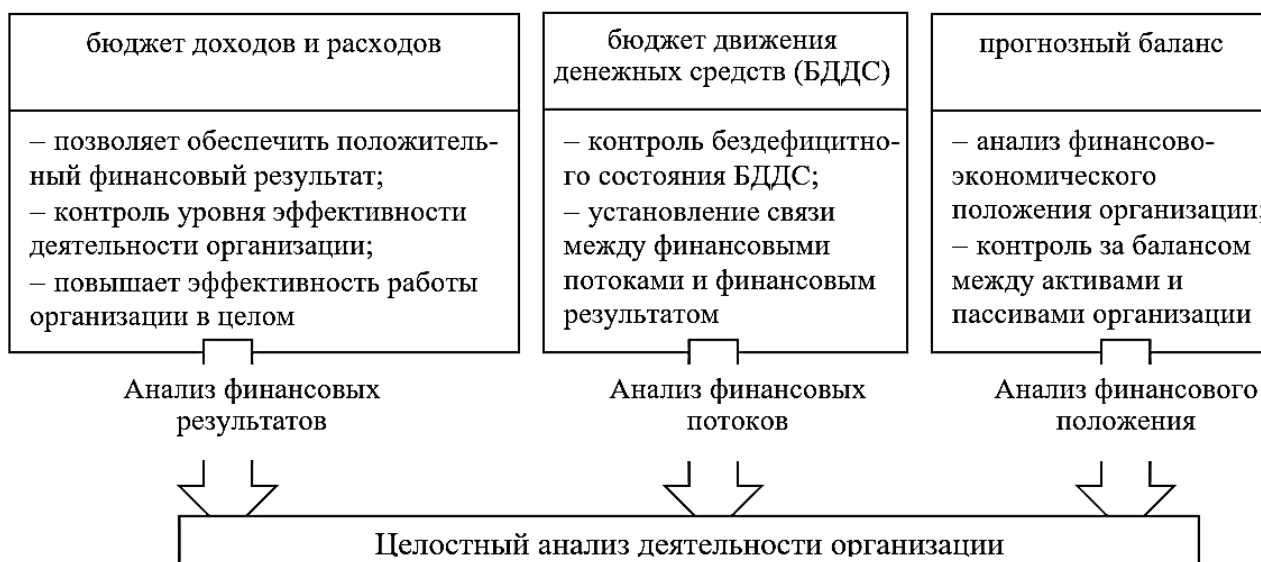 бюджет доходов и расходов
бюджет движения
денежных средств (БДДС)
прогнозный баланс
– позволяет обеспечить положитель-
ный финансовый результат;
– контроль уровня эффективности
деятельности организации;
– повышает эффективность работы
организации в целом
– контроль бездефицитно-
го состояния БДДС;
– установление связи
между финансовыми
потоками и финансовым
результатом
– анализ финансово-
экономического
положения организации;
– контроль за балансом
между активами и
пассивами организации
Анализ финансовых
результатов
Анализ финансовых
потоков
Анализ финансового
положения
Целостный анализ деятельности организации